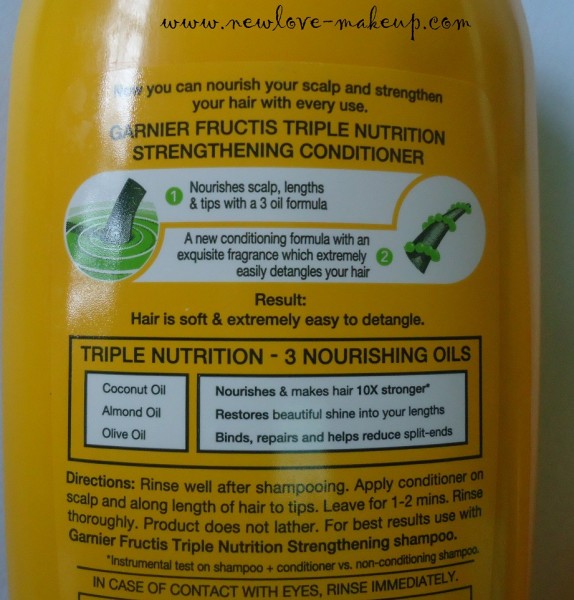 www.newlove-makeup.com
Now you can nourish your scalp and strengthen
your hair with every use.
GARNIER FRUCTIS TRIPLE NUTRITION
STRENGTHENING CONDITIONER
1 Nourishes scalp, lengths
& tips with a 3 oil formula
A new conditioning formula with an
exquisite fragrance which extremely 2
easily detangles your hair
Result:
Hair is soft & extremely easy to detangle.
TRIPLE NUTRITION - 3 NOURISHING OILS
Coconut Oil Nourishes & makes hair 10X stronger*
Almond Oil Restores beautiful shine into your lengths
Olive Oil Binds, repairs and helps reduce split-ends
Directions: Rinse well after shampooing. Apply conditioner on
scalp and along length of hair to tips. Leave for 1-2 mins. Rinse
thoroughly. Product does not lather. For best results use with
Garnier Fructis Triple Nutrition Strengthening shampoo.
*Instrumental test on shampoo + conditioner vs. non-conditioning shampoo.
IN CASE OF CONTACT WITH EYES, RINSE IMMEDIATELY.